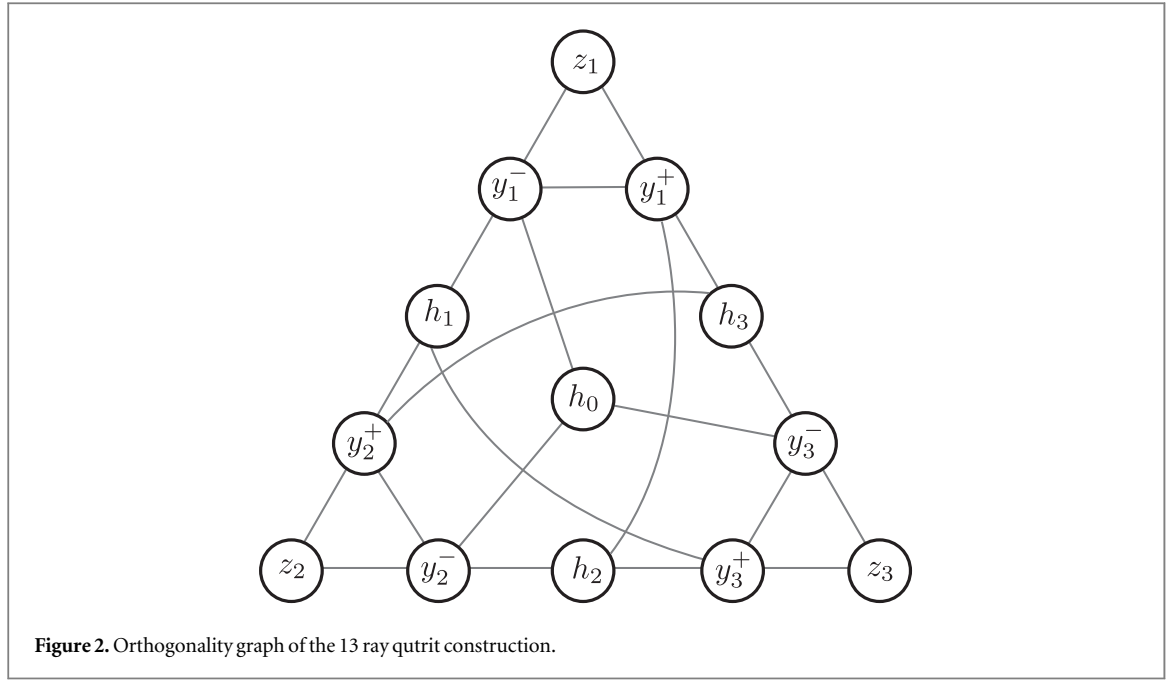 z₁
y₁⁻ y₁⁺
h₁ h₃
h₀
y₂⁺ y₃⁻
z₂ y₂⁻ h₂ y₃⁺ z₃
Figure 2. Orthogonality graph of the 13 ray qutrit construction.